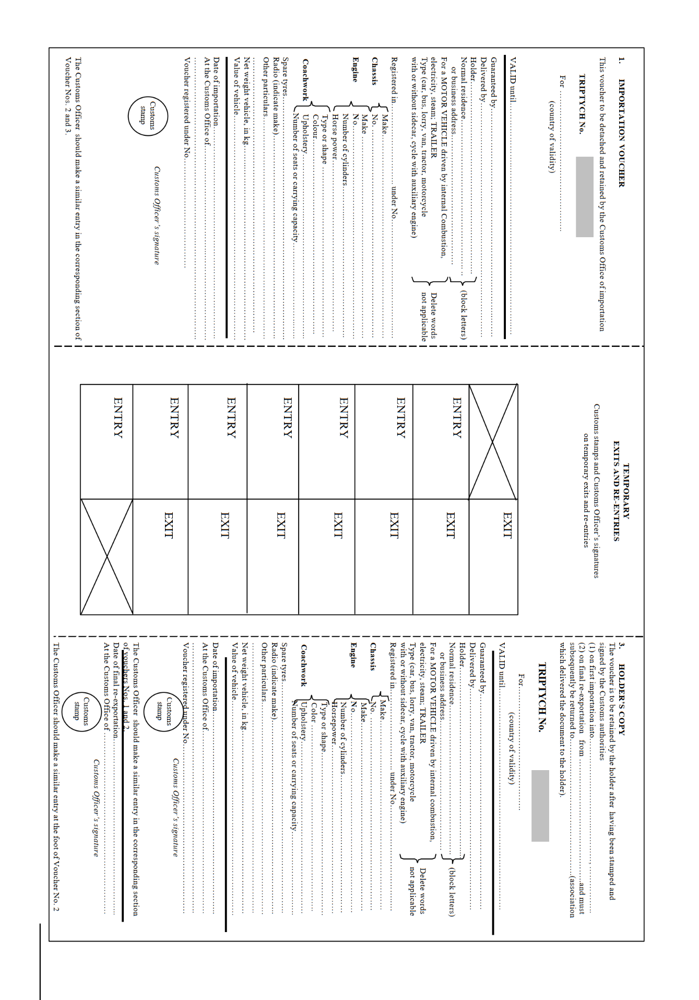 1. IMPORTATION VOUCHER
This voucher to be detached and retained by the Customs Office of importation
TRIPTYCH No.
For ..............................
(country of validity)
VALID until..............................
Guaranteed by..............................
Delivered by..............................
Holder..............................
Normal residence..............................
or business address..............................
(block letters)
For a MOTOR VEHICLE driven by internal Combustion,
electricity, steam; TRAILER
Type (car, bus, lorry, van, tractor, motorcycle
with or without sidecar, cycle with auxiliary engine)
Delete words
not applicable
Registered in.............................. under No..............................
Chassis
Make..............................
No. ..............................
Engine
Make ..............................
No. ..............................
Number of cylinders..............................
Horse power..............................
Coachwork
Type or shape ..............................
Colour..............................
Upholstery..............................
Number of seats or carrying capacity..............................
Spare tyres..............................
Radio (indicate make)..............................
Other particulars..............................
..............................
Net weight vehicle, in kg..............................
Value of vehicle..............................
Date of importation..............................
At the Customs Office of..............................
..............................
Voucher registered under No..............................
Customs
stamp
Customs Officer's signature
The Customs Officer should make a similar entry in the corresponding section of
Voucher Nos. 2 and 3.
TEMPORARY
EXITS AND RE-ENTRIES
Customs stamps and Customs Officer's signatures
on temporary exits and re-entries
EXIT
ENTRY EXIT
ENTRY EXIT
ENTRY EXIT
ENTRY EXIT
ENTRY EXIT
ENTRY EXIT
ENTRY
3. HOLDER'S COPY
The voucher is to be retained by the holder after having been stamped and
signed by the Customs authorities
(1) on first importation into ..............................,..............
(2) on final re-exportation from ..............................and must
subsequently be returned to..............................(association
which delivered the document to the holder).
TRIPTYCH No.
For..............................
(country of validity)
VALID until..............................
Guaranteed by..............................
Delivered by..............................
Holder..............................
Normal residence..............................
or business address..............................
(block letters)
For a MOTOR VEHICLE driven by internal combustion,
electricity, steam; TRAILER
Type (car, bus, lorry, van, tractor, motorcycle
with or without sidecar, cycle with auxiliary engine)
Delete words
not applicable
Registered in.............................. under No..............................
Chassis
Make..............................
No. ..............................
Engine
Make..............................
No. ..............................
Number of cylinders..............................
Horsepower..............................
Coachwork
Type or shape..............................
Color ..............................
Upholstery..............................
Number of seats or carrying capacity..............................
Spare tyres..............................
Radio (indicate make)..............................
Other particulars..............................
..............................
Net weight vehicle, in kg..............................
Value of vehicle..............................
Date of importation..............................
At the Customs Office of..............................
..............................
Voucher registered under No..............................
Customs
stamp
Customs Officer's signature
The Customs Officer should make a similar entry in the corresponding section
of vouchers Nos. 1 and 2.
Date of final re-exportation..............................
At the Customs Office of ..............................
Customs
stamp
Customs Officer's signature
The Customs Officer should make a similar entry at the foot of Voucher No. 2